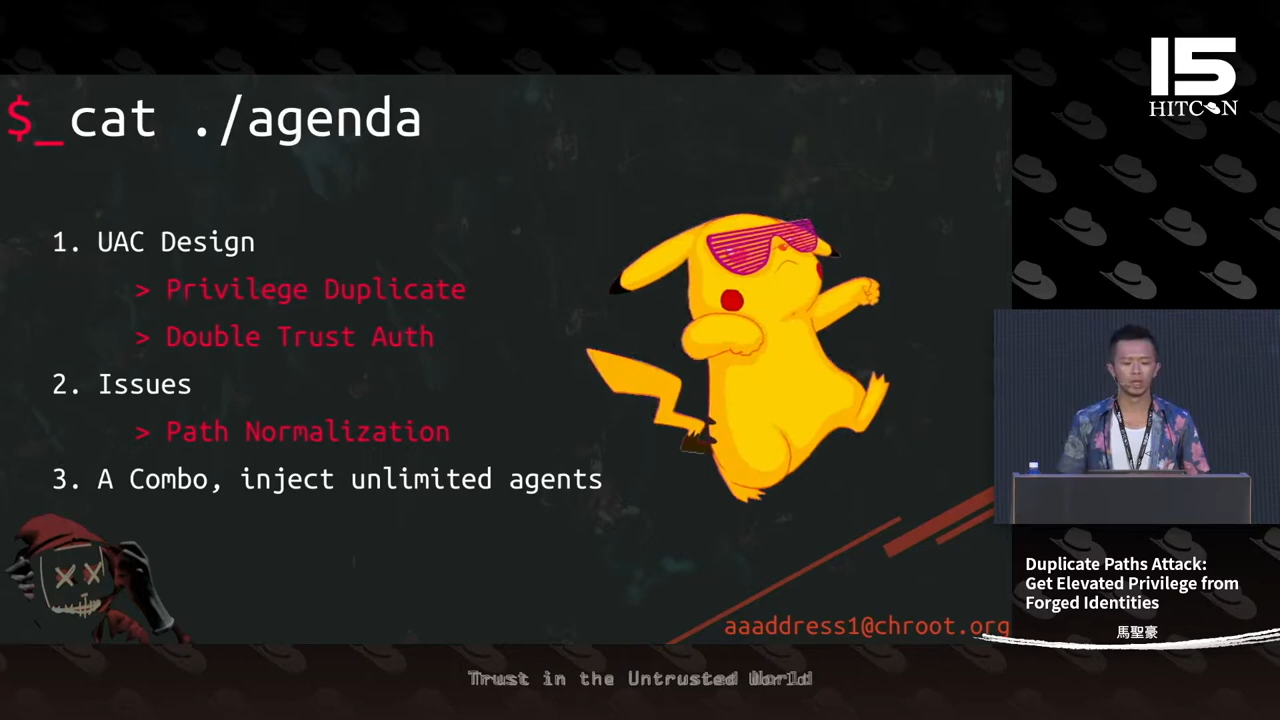 $_cat ./agenda
1. UAC Design
> Privilege Duplicate
> Double Trust Auth
2. Issues
> Path Normalization
3. A Combo, inject unlimited agents
aaaddress1@chroot.org
15
HITCON
Duplicate Paths Attack:
Get Elevated Privilege from
Forged Identities
馬聖豪
Trust in the Untrusted World